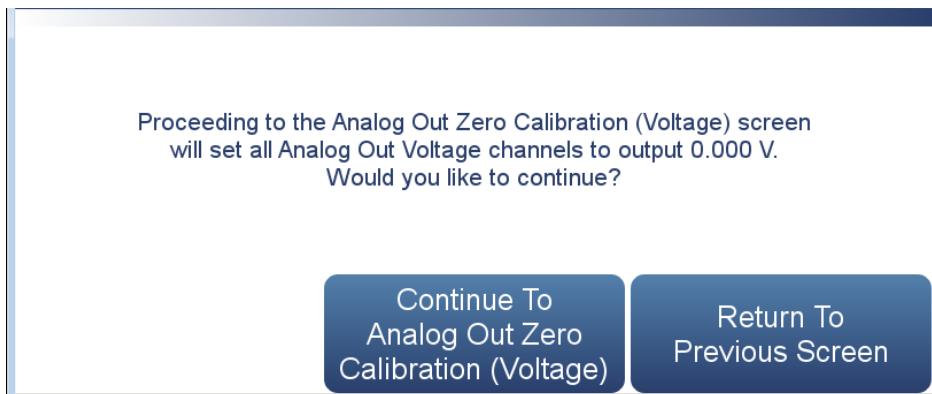 Proceeding to the Analog Out Zero Calibration (Voltage) screen
will set all Analog Out Voltage channels to output 0.000 V.
Would you like to continue?
Continue To
Analog Out Zero
Calibration (Voltage)
Return To
Previous Screen